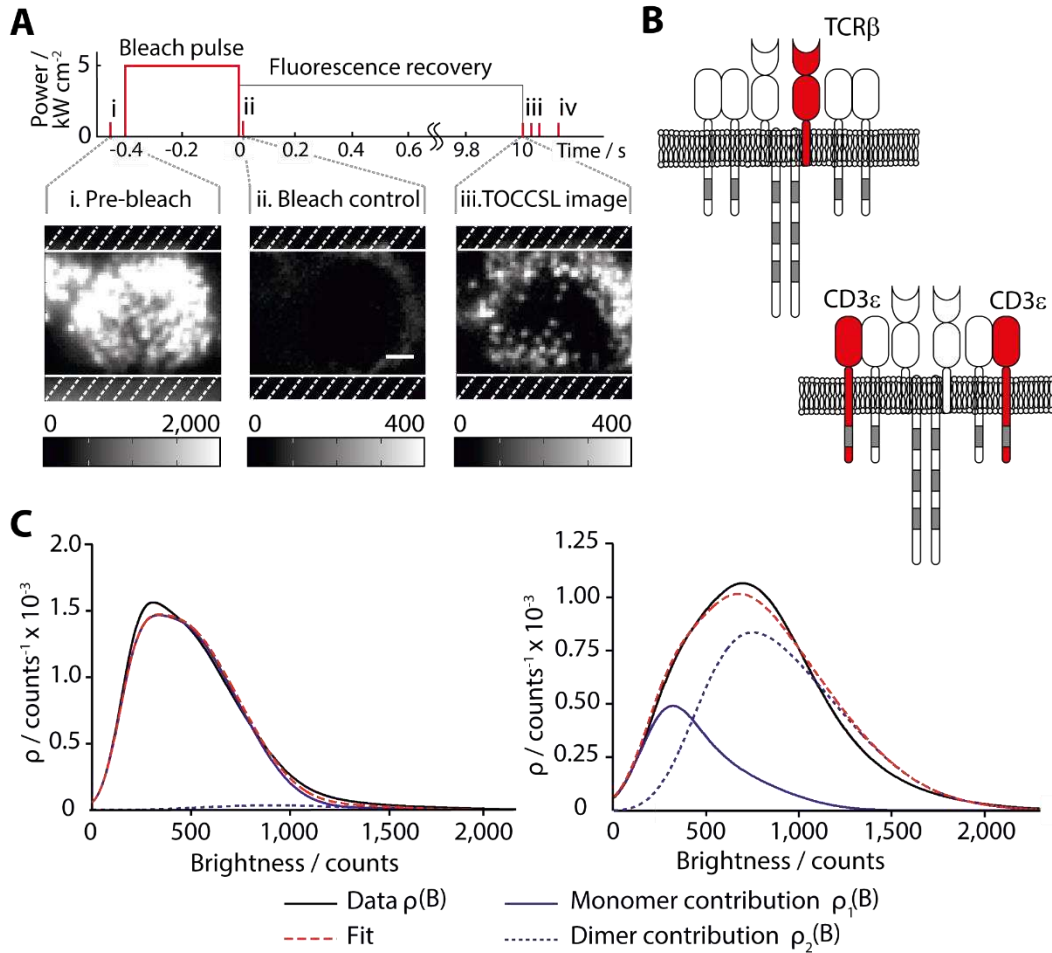 A
Bleach pulse
Power /
kW cm-2
5
0
Fluorescence recovery
i
ii
iii
iv
-0.4
-0.2
0
0.2
0.4
0.6
9.8
10
Time / s
i. Pre-bleach
ii. Bleach control
iii.TOCCSL image
0
2,000
0
400
0
400
B
TCRβ
CD3ε
CD3ε
C
2.0
1.5
1.0
0.5
0
ρ / counts-1 x 10-3
0
500
1,000
1,500
2,000
Brightness / counts
1.25
1.00
0.75
0.50
0.25
0
ρ / counts-1 x 10-3
0
500
1,000
1,500
2,000
Brightness / counts
Data ρ(B)
Monomer contribution ρ1(B)
Fit
Dimer contribution ρ2(B)